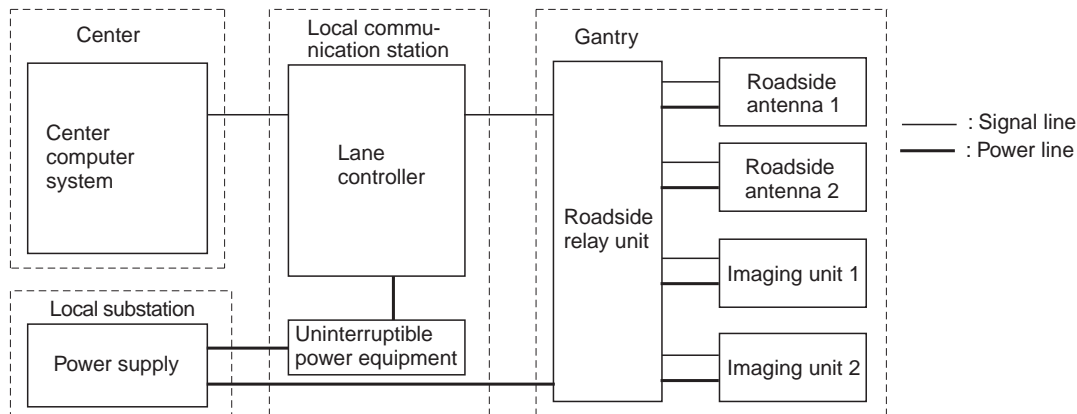 Center
Center
computer
system
Local commu-
nication station
Lane
controller
Gantry
Roadside
relay unit
Roadside
antenna 1
Roadside
antenna 2
Imaging unit 1
Imaging unit 2
: Signal line
: Power line
Local substation
Power supply
Uninterruptible
power equipment